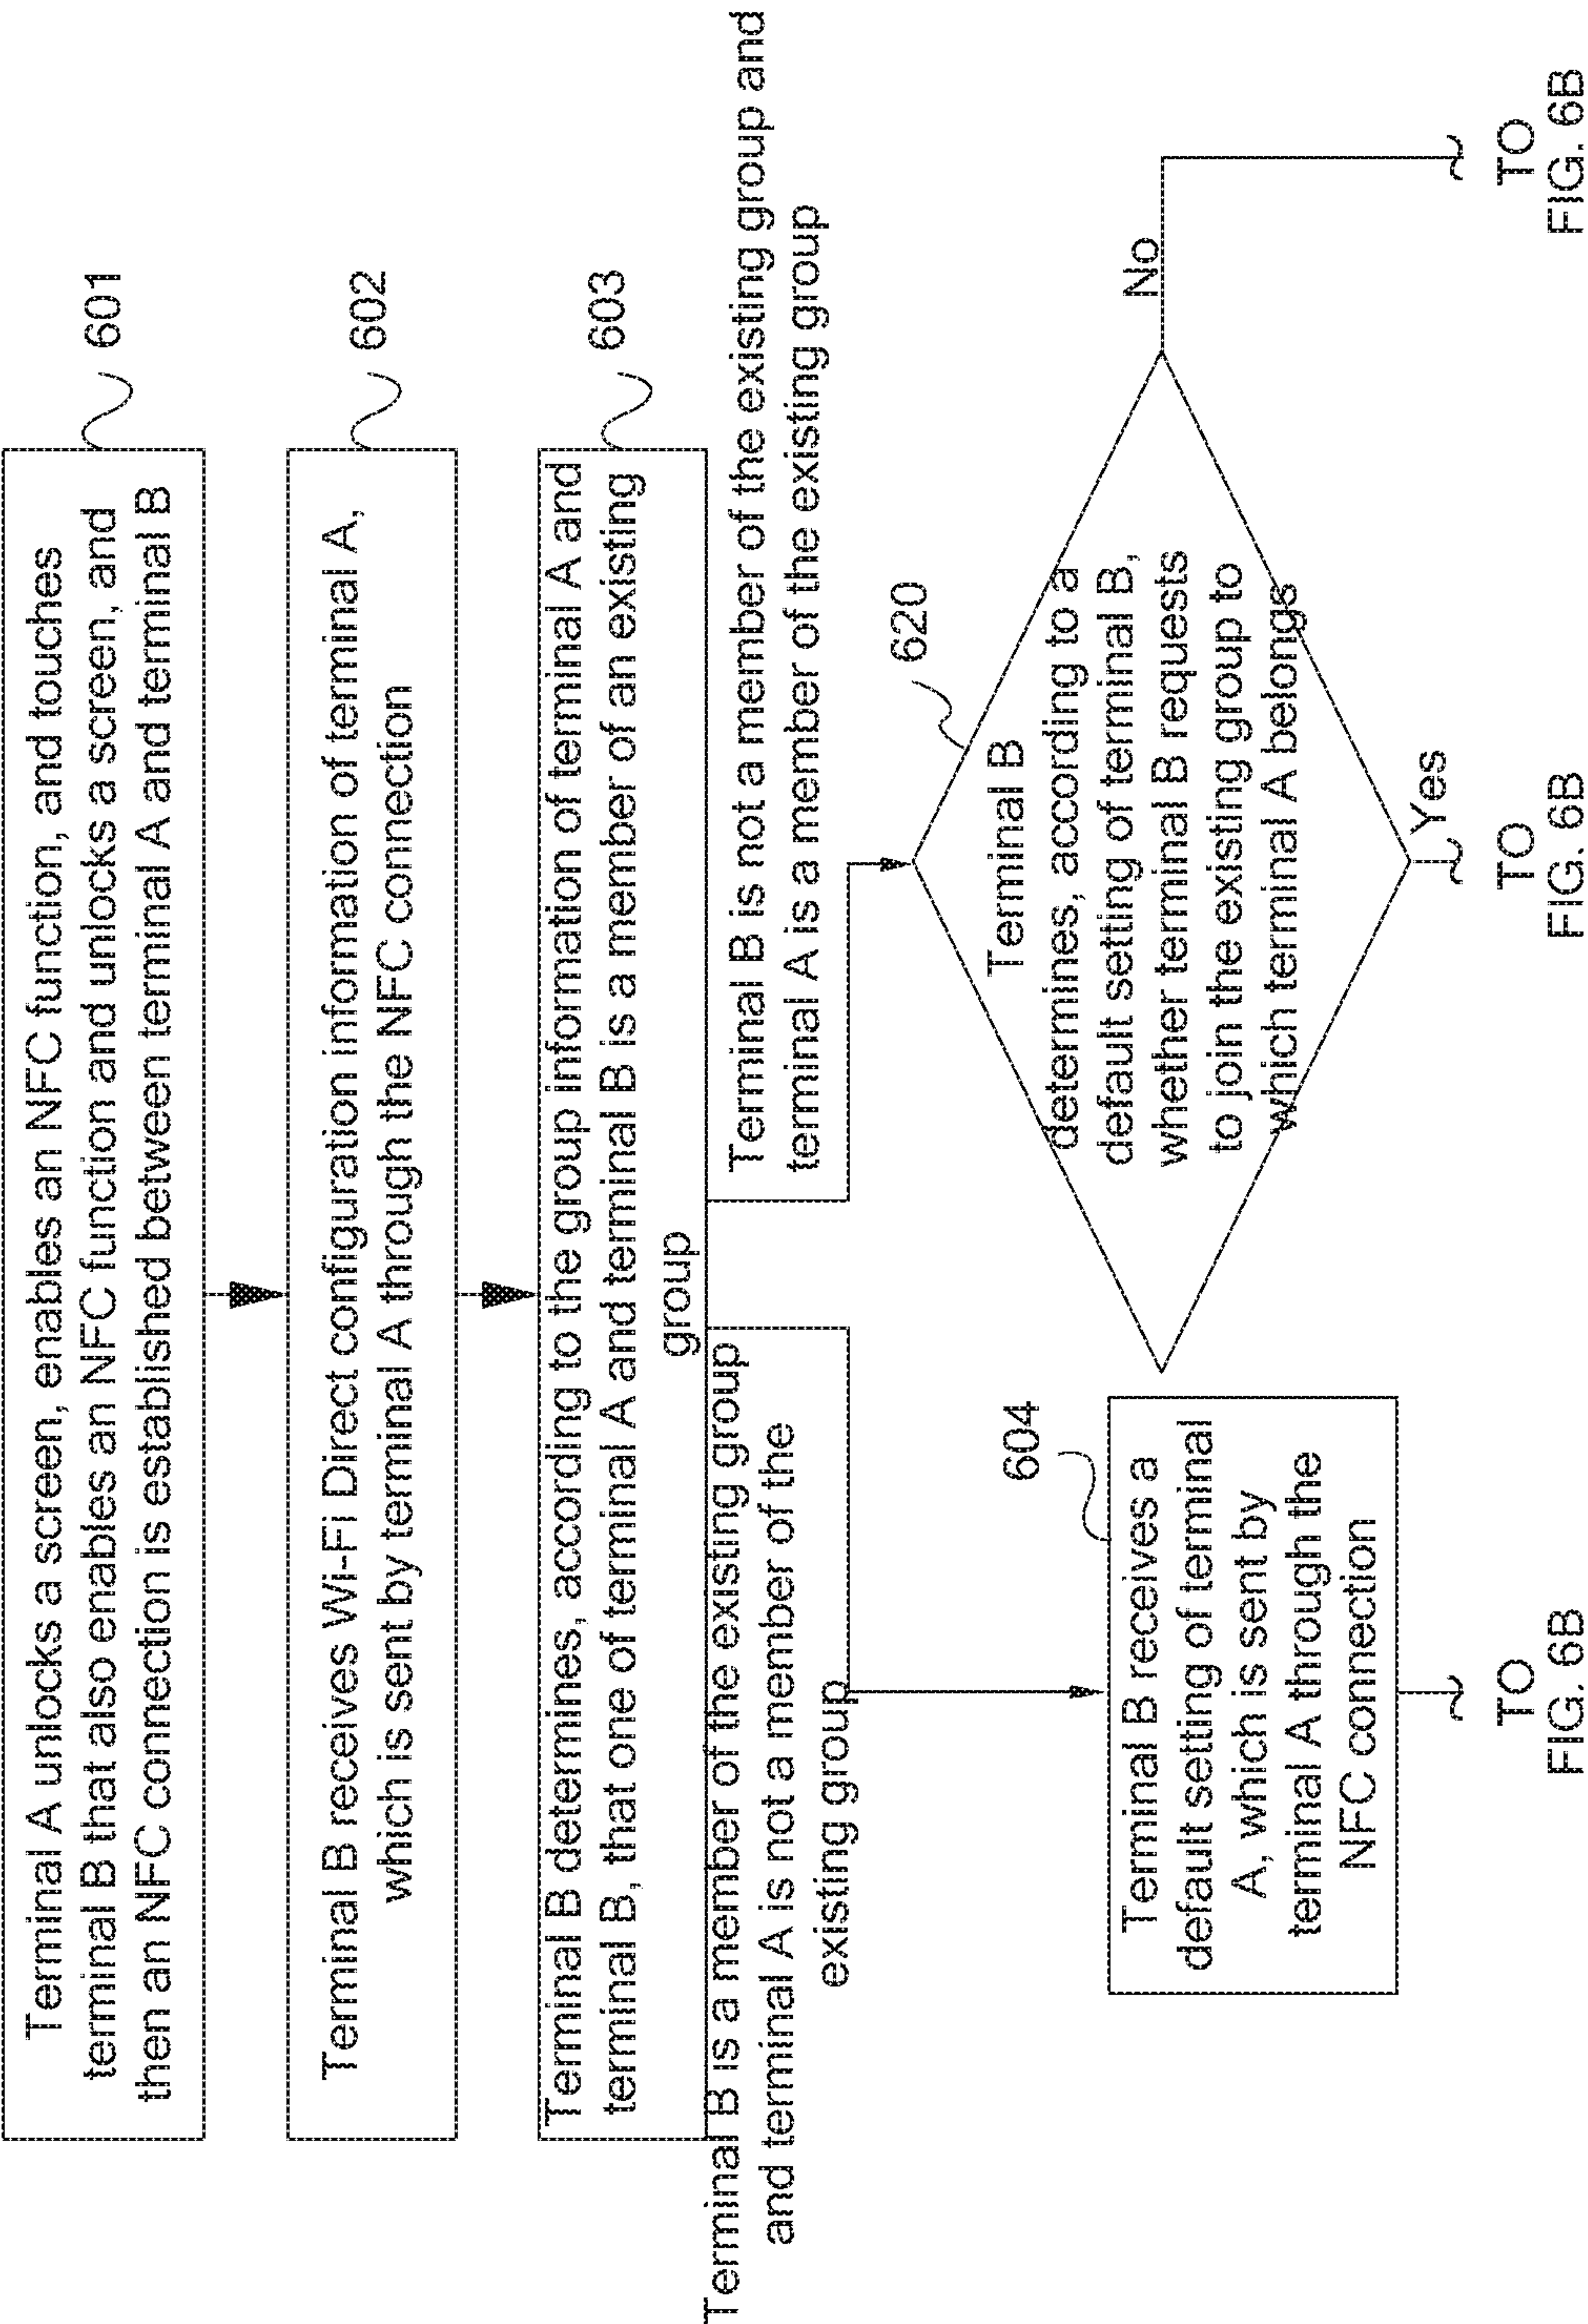 Terminal A unlocks a screen, enables an NFC function, and touches
terminal B that also enables an NFC function and unlocks a screen, and
then an NFC connection is established between terminal A and terminal B
601
Terminal B receives Wi-Fi Direct configuration information of terminal A,
which is sent by terminal A through the NFC connection
602
Terminal B determines, according to the group information of terminal A and
terminal B, that one of terminal A and terminal B is a member of an existing
group
603
Terminal B is a member of the existing group
and terminal A is not a member of the
existing group
Terminal B is not a member of the existing group and
terminal A is a member of the existing group
604
Terminal B receives a
default setting of terminal
A, which is sent by
terminal A through the
NFC connection
620
Terminal B
determines, according to a
default setting of terminal B,
whether terminal B requests
to join the existing group to
which terminal A belongs
No
Yes
TO
FIG. 6B
TO
FIG. 6B
TO
FIG. 6B